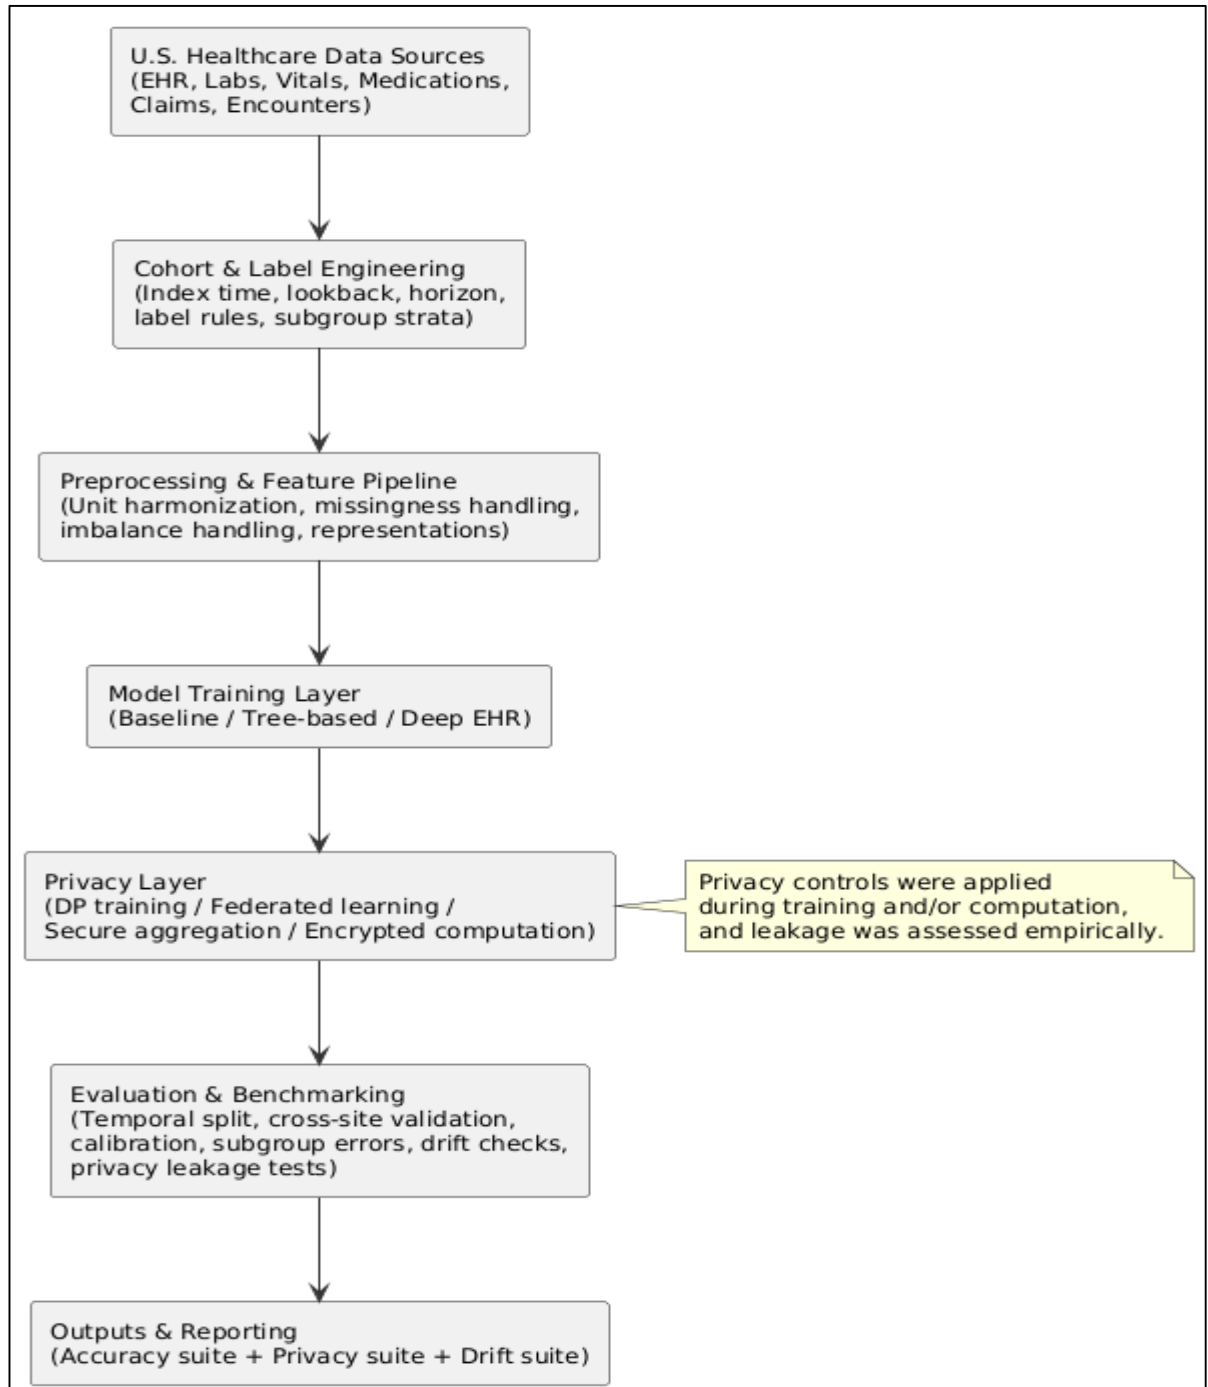 U.S. Healthcare Data Sources
(EHR, Labs, Vitals, Medications,
Claims, Encounters)
Cohort & Label Engineering
(Index time, lookback, horizon,
label rules, subgroup strata)
Preprocessing & Feature Pipeline
(Unit harmonization, missingness handling,
imbalance handling, representations)
Model Training Layer
(Baseline / Tree-based / Deep EHR)
Privacy Layer
(DP training / Federated learning /
Secure aggregation / Encrypted computation)
Privacy controls were applied
during training and/or computation,
and leakage was assessed empirically.
Evaluation & Benchmarking
(Temporal split, cross-site validation,
calibration, subgroup errors, drift checks,
privacy leakage tests)
Outputs & Reporting
(Accuracy suite + Privacy suite + Drift suite)